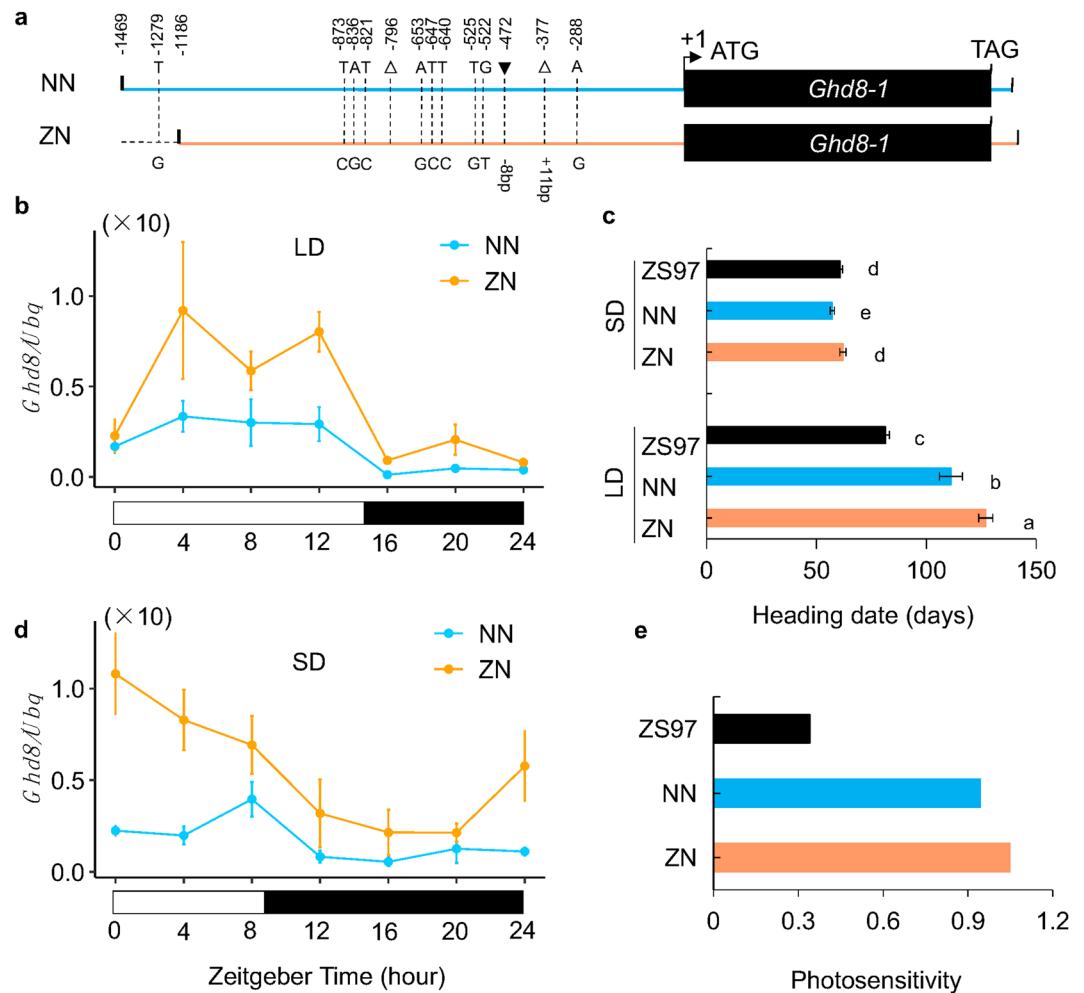 a
-1469 -1279 -1186 -873 -836 -821 -796 -653 -647 -640 -525 -522 -472 -377 -288
+1 ATG TAG
T TAT △ ATT TG ▼ △ A
NN Ghd8-1
ZN Ghd8-1
G CGC GCC GT -8bp +11bp G
b
(×10)
LD
NN
ZN
Ghd8/Ubq
1.0
0.5
0.0
0 4 8 12 16 20 24
c
SD
ZS97 d
NN e
ZN d
LD
ZS97 c
NN b
ZN a
0 50 100 150
Heading date (days)
d
(×10)
SD
NN
ZN
Ghd8/Ubq
1.0
0.5
0.0
0 4 8 12 16 20 24
Zeitgeber Time (hour)
e
ZS97
NN
ZN
0 0.3 0.6 0.9 1.2
Photosensitivity